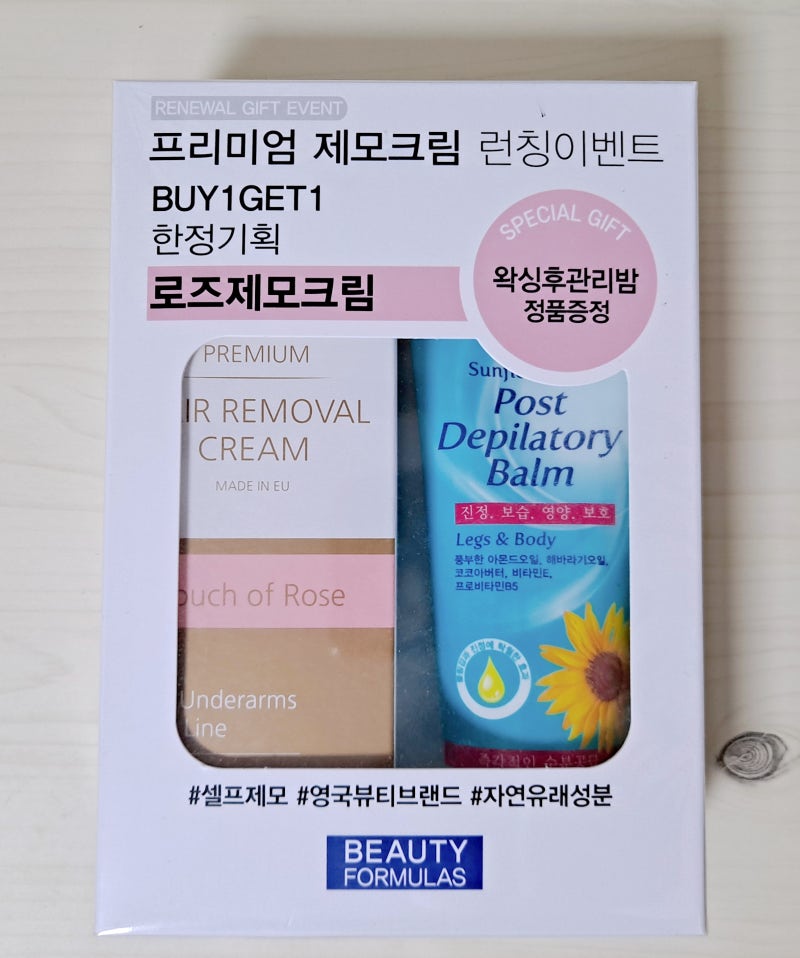 RENEWAL GIFT EVENT
프리미엄 제모크림 런칭이벤트
BUY1GET1
한정기획
로즈제모크림
SPECIAL GIFT
왁싱후관리밤
정품증정
PREMIUM
IR REMOVAL
CREAM
MADE IN EU
ouch of Rose
Underarms
Line
Post
Depilatory
Balm
진정. 보습. 영양. 보호
Legs & Body
풍부한 아몬드오일, 해바라기오일,
코코아버터, 비타민E,
프로비타민B5
#셀프제모 #영국뷰티브랜드 #자연유래성분
BEAUTY
FORMULAS